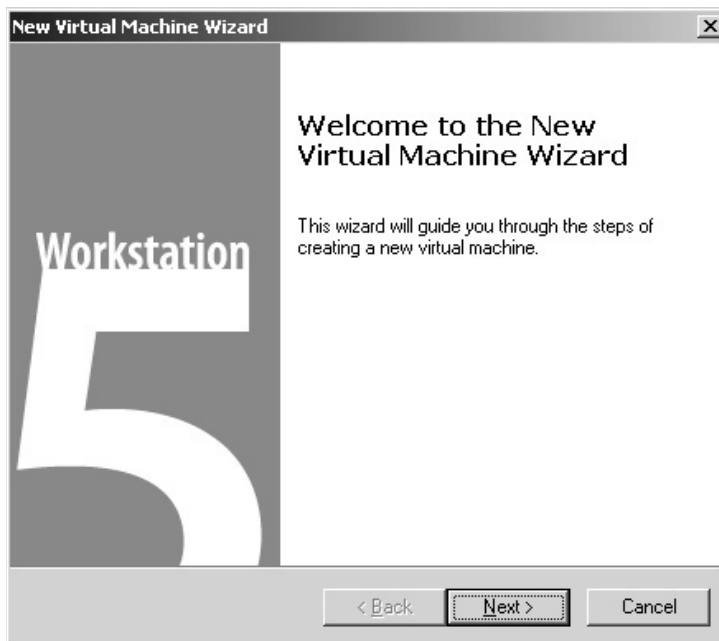 New Virtual Machine Wizard
Welcome to the New
Virtual Machine Wizard
This wizard will guide you through the steps of
creating a new virtual machine.
Workstation
5
< Back
Next >
Cancel